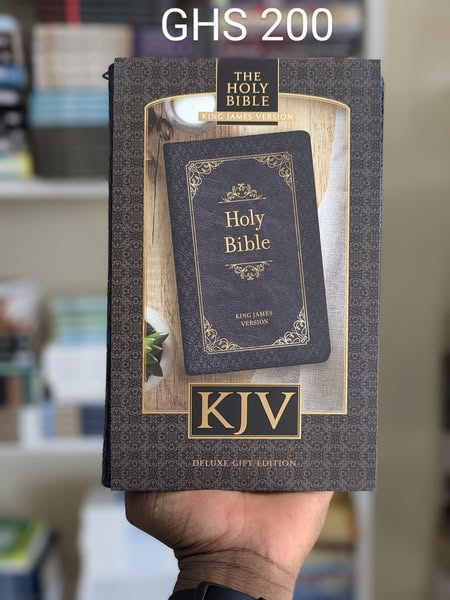 GHS 200
THE
HOLY
BIBLE
KING JAMES VERSION
Holy
Bible
KING JAMES
VERSION
KJV
DELUXE GIFT EDITION